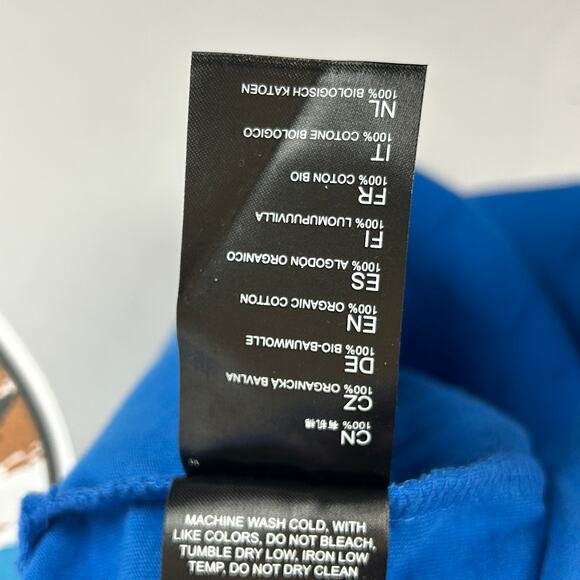 CN
100% 有机棉
CZ
100% ORGANICKÁ BAVLNA
DE
100% BIO-BAUMWOLLE
EN
100% ORGANIC COTTON
ES
100% ALGODÓN ORGANICO
FI
100% LUOMUPUUVILLA
FR
100% COTON BIO
IT
100% COTONE BIOLOGICO
NL
100% BIOLOGISCH KATOEN
MACHINE WASH COLD, WITH
LIKE COLORS, DO NOT BLEACH,
TUMBLE DRY LOW, IRON LOW
TEMP, DO NOT DRY CLEAN